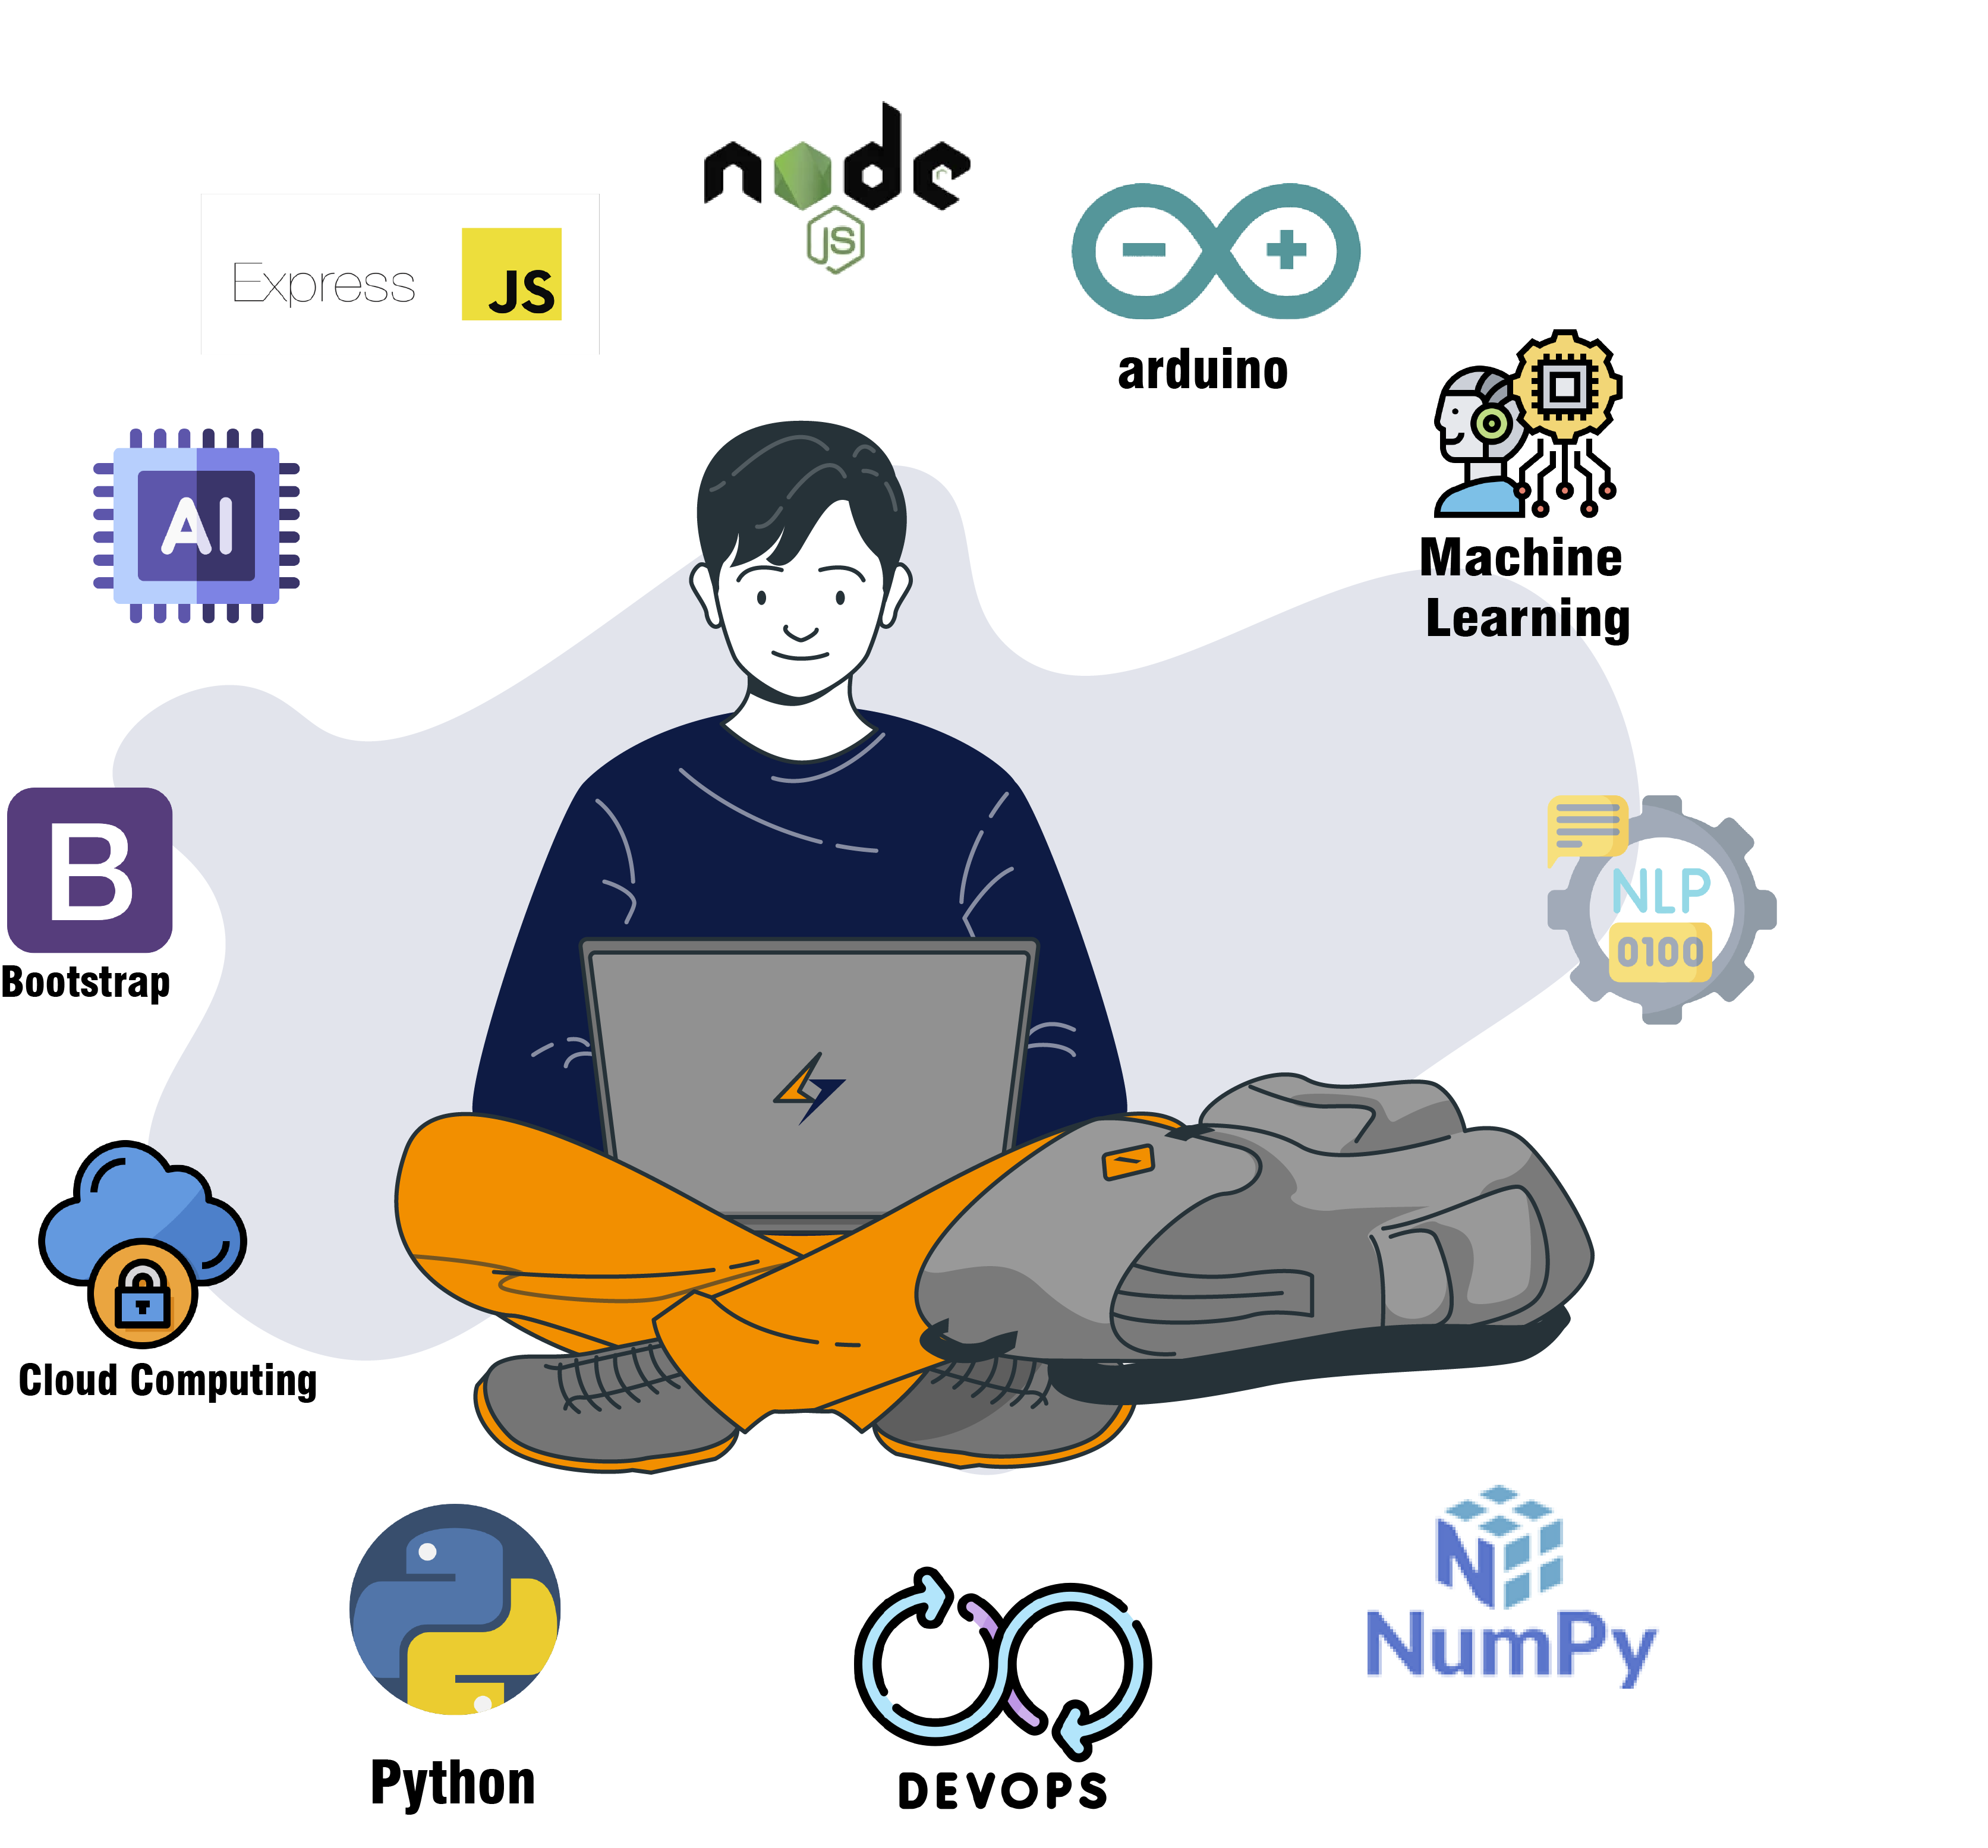 node
JS
Express JS
arduino
AI
Machine
Learning
B
Bootstrap
NLP
0100
Cloud Computing
N
NumPy
Python
DEVOPS